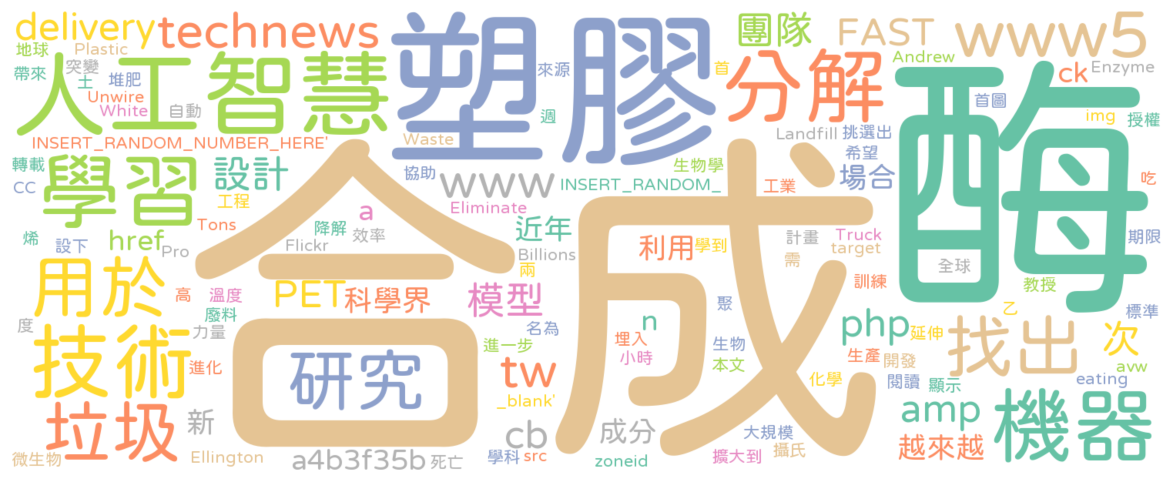 delivery
technews
塑膠
團隊
FAST
www5
地球
Plastic
帶來
突變
士
堆肥
人工智慧
來源
首
分解
Andrew
ck
Enzyme
Unwire
White
自動
週
酶
首圖
img
授權
INSERT_RANDOM_NUMBER_HERE'
Waste
Landfill
挑選出
希望
轉載
學習
設計
協助
www
生物學
場合
CC
工程
INSERT_RANDOM_
工業
吃
合成
Eliminate
Tons
a
近年
Truck
烯
設下
href
降解
效率
Flickr
利用
學到
計畫
target
期限
Pro
Billions
需
全球
用於
高
溫度
PET
科學界
模型
兩
訓練
教授
廢料
聚
乙
標準
度
力量
名為
n
埋入
小時
生物
本文
php
延伸
找出
次
技術
進化
研究
進一步
tw
生產
開發
avw
化學
閱讀
顯示
eating
_blank'
垃圾
新
cb
成分
大規模
amp
機器
微生物
Ellington
a4b3f35b
死亡
學科
src
zoneid
擴大到
攝氏
越來越